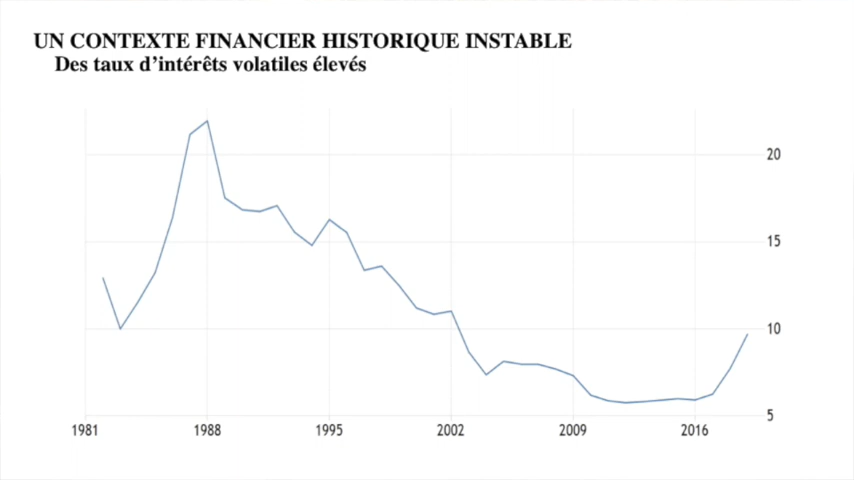 UN CONTEXTE FINANCIER HISTORIQUE INSTABLE
Des taux d’intérêts volatiles élevés
20
15
10
5
1981 1988 1995 2002 2009 2016